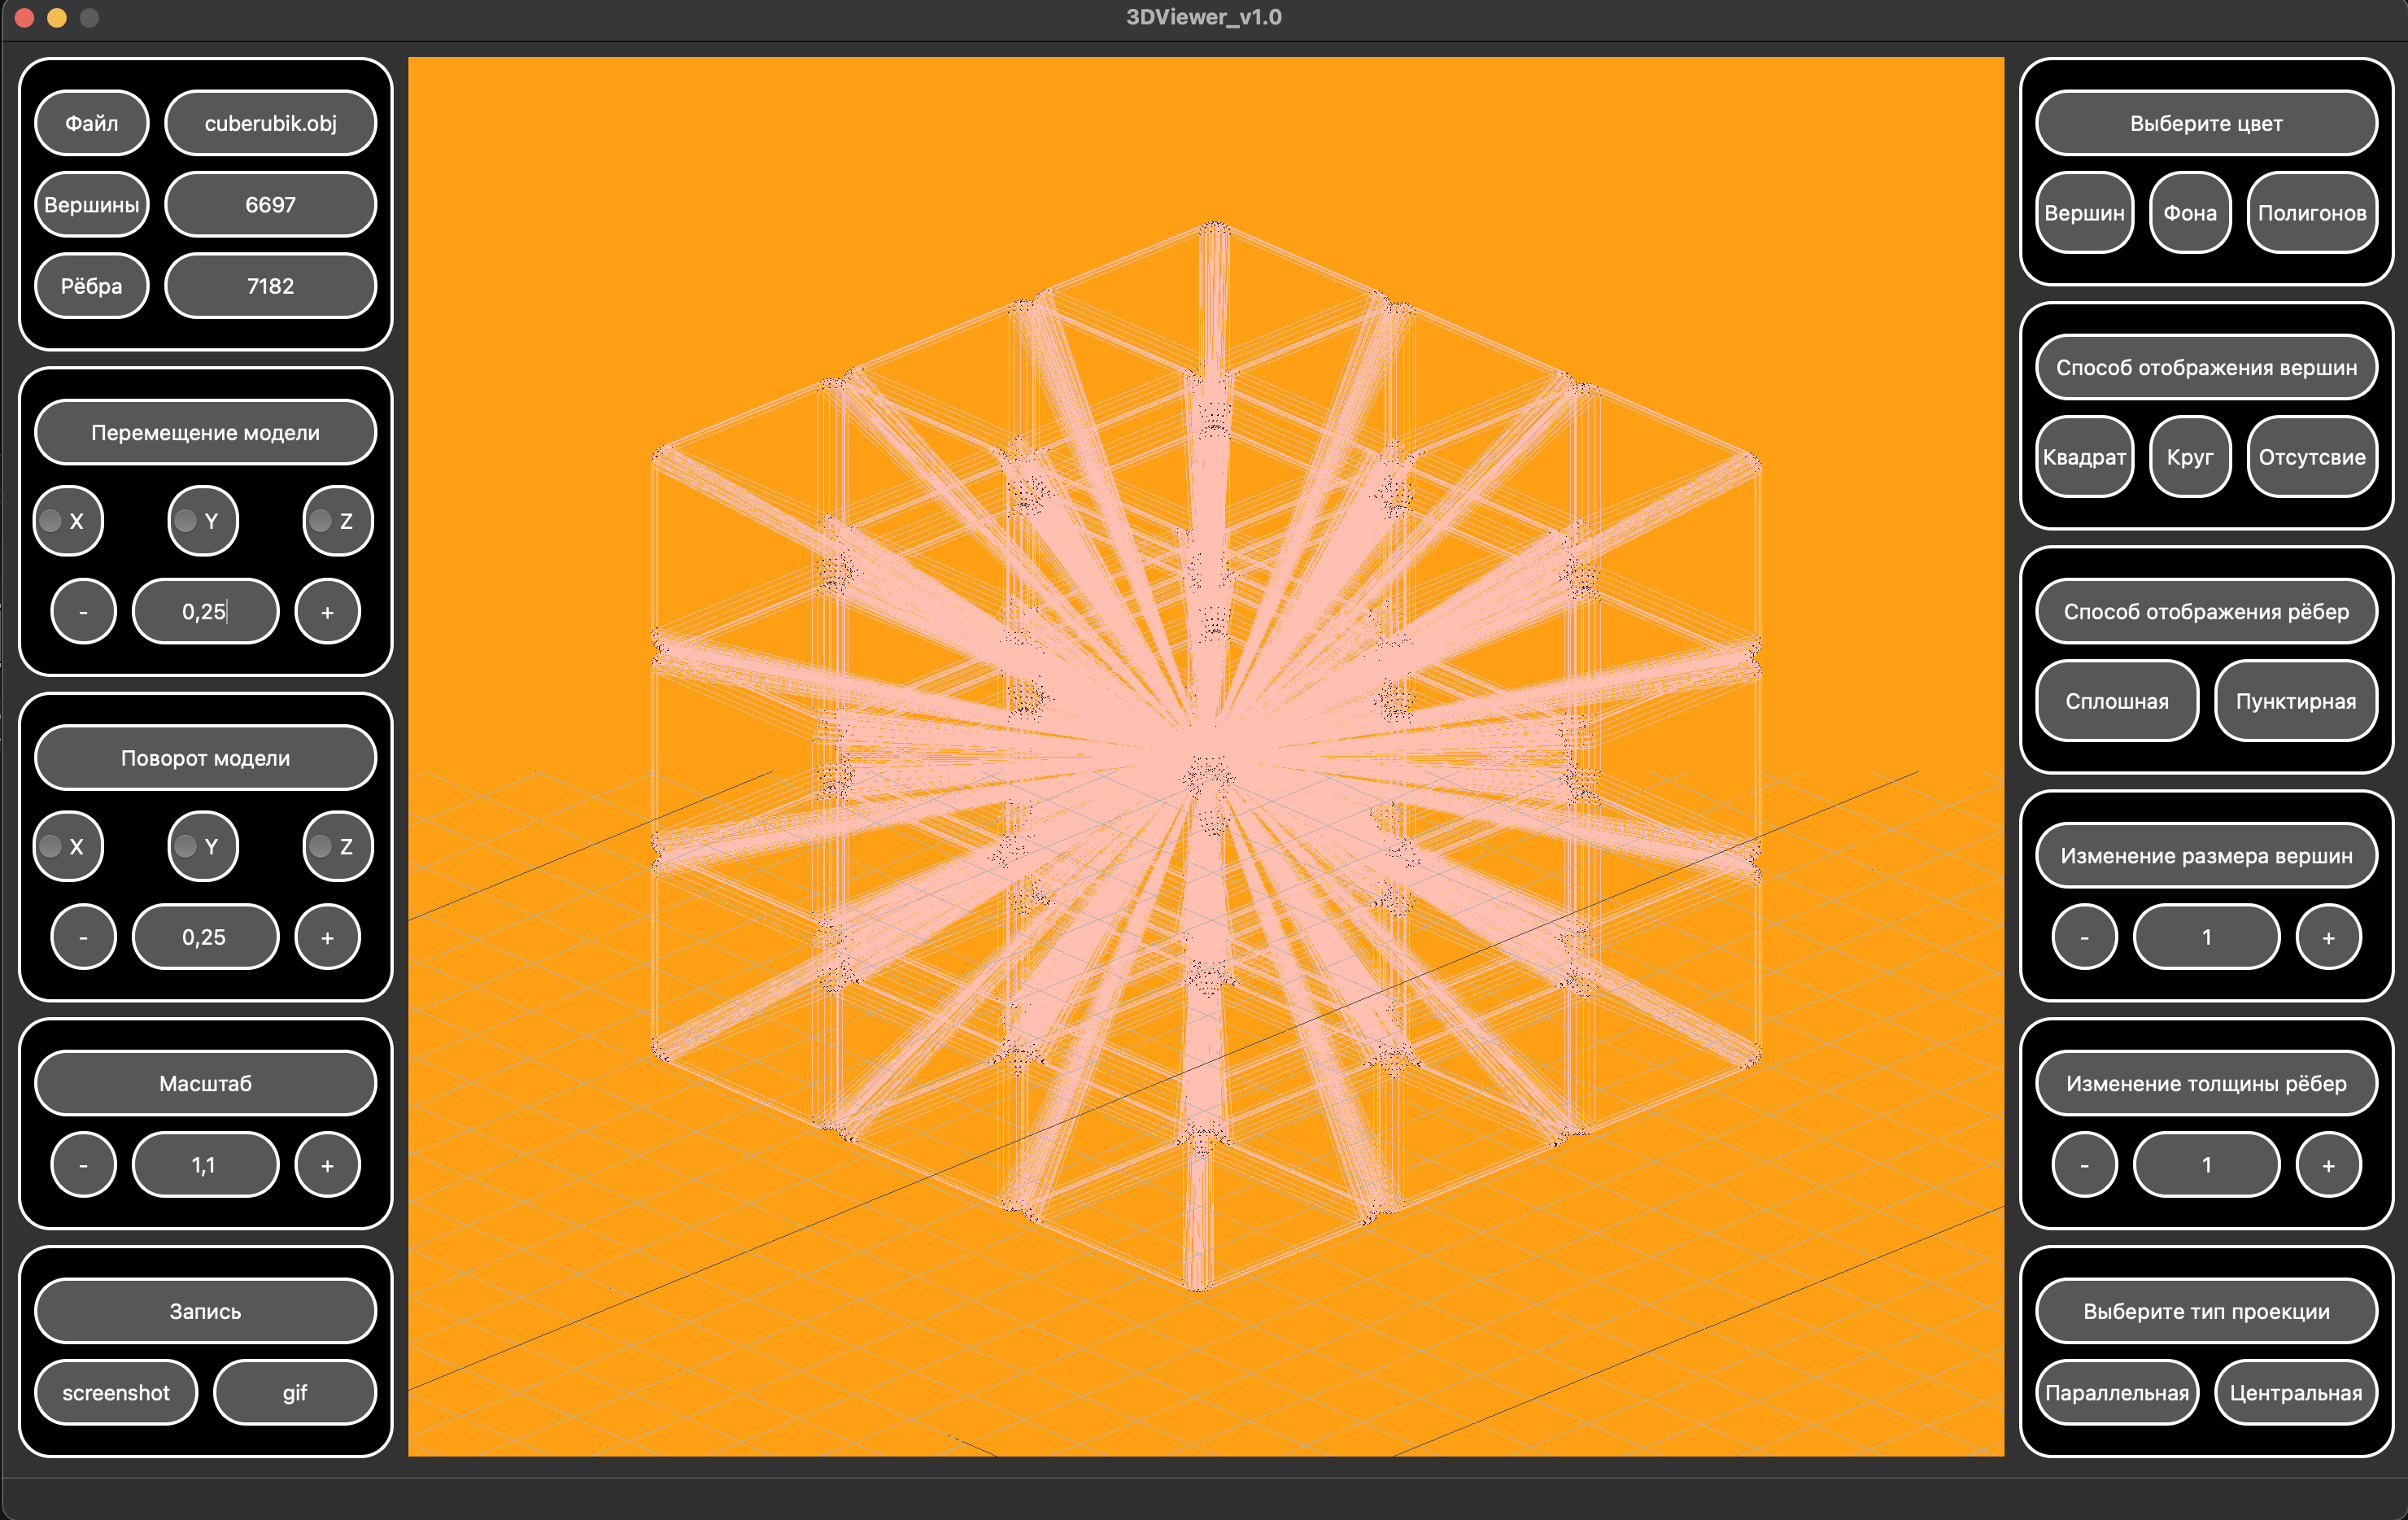 3DViewer_v1.0
Файл
cuberubik.obj
Вершины
6697
Рёбра
7182
Перемещение модели
X Y Z
- 0,25 +
Поворот модели
X Y Z
- 0,25 +
Масштаб
- 1,1 +
Запись
screenshot gif
Выберите цвет
Вершин Фона Полигонов
Способ отображения вершин
Квадрат Круг Отсутсвие
Способ отображения рёбер
Сплошная Пунктирная
Изменение размера вершин
- 1 +
Изменение толщины рёбер
- 1 +
Выберите тип проекции
Параллельная Центральная